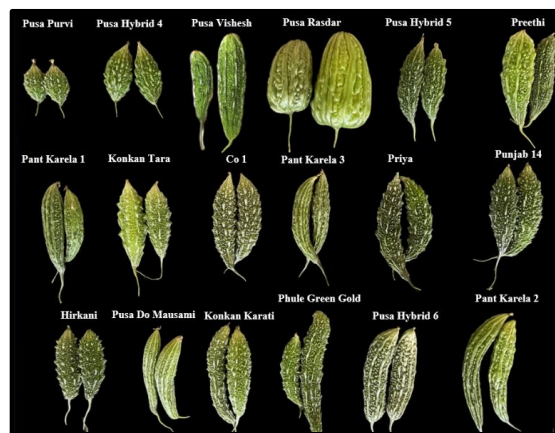 Pusa Purvi
Pusa Hybrid 4
Pusa Vishesh
Pusa Rasdar
Pusa Hybrid 5
Preethi
Pant Karela 1
Konkan Tara
Co 1
Pant Karela 3
Priya
Punjab 14
Hirkani
Pusa Do Mausami
Konkan Karati
Phule Green Gold
Pusa Hybrid 6
Pant Karela 2